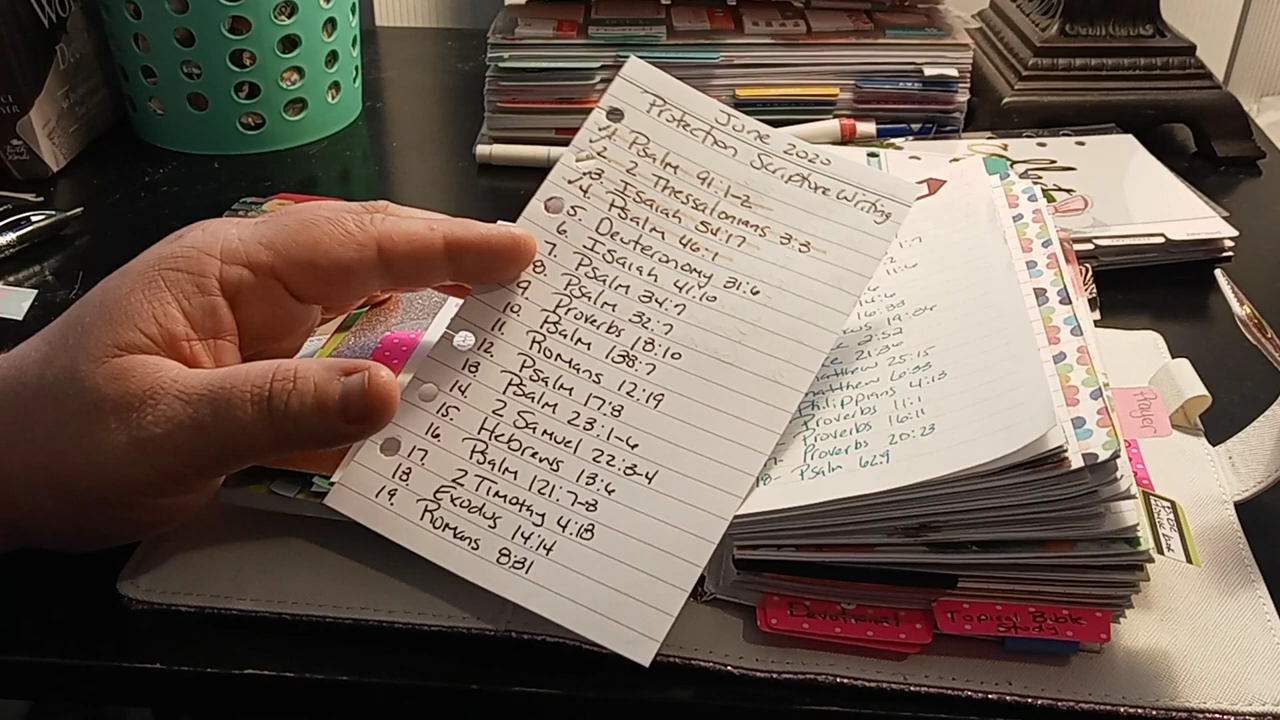 June 2020
Protection Scripture Writing
1. Psalm 91:1-2
2. 2 Thessalonians 3:3
3. Isaiah 54:17
4. Psalm 46:1
5. Deuteronomy 31:6
6. Isaiah 41:10
7. Psalm 34:7
8. Psalm 32:7
9. Proverbs 18:10
10. Psalm 138:7
11. Romans 12:19
12. Psalm 17:8
13. Psalm 23:1-6
14. 2 Samuel 22:3-4
15. Hebrews 13:6
16. Psalm 121:7-8
17. 2 Timothy 4:18
18. Exodus 14:14
19. Romans 8:31
25:15
matthew 6:33
Philippians 4:13
Proverbs 11:1
Proverbs 16:11
Proverbs 20:23
18- Psalm 62:9
Prayer
Devotional
Topical Bible
Study